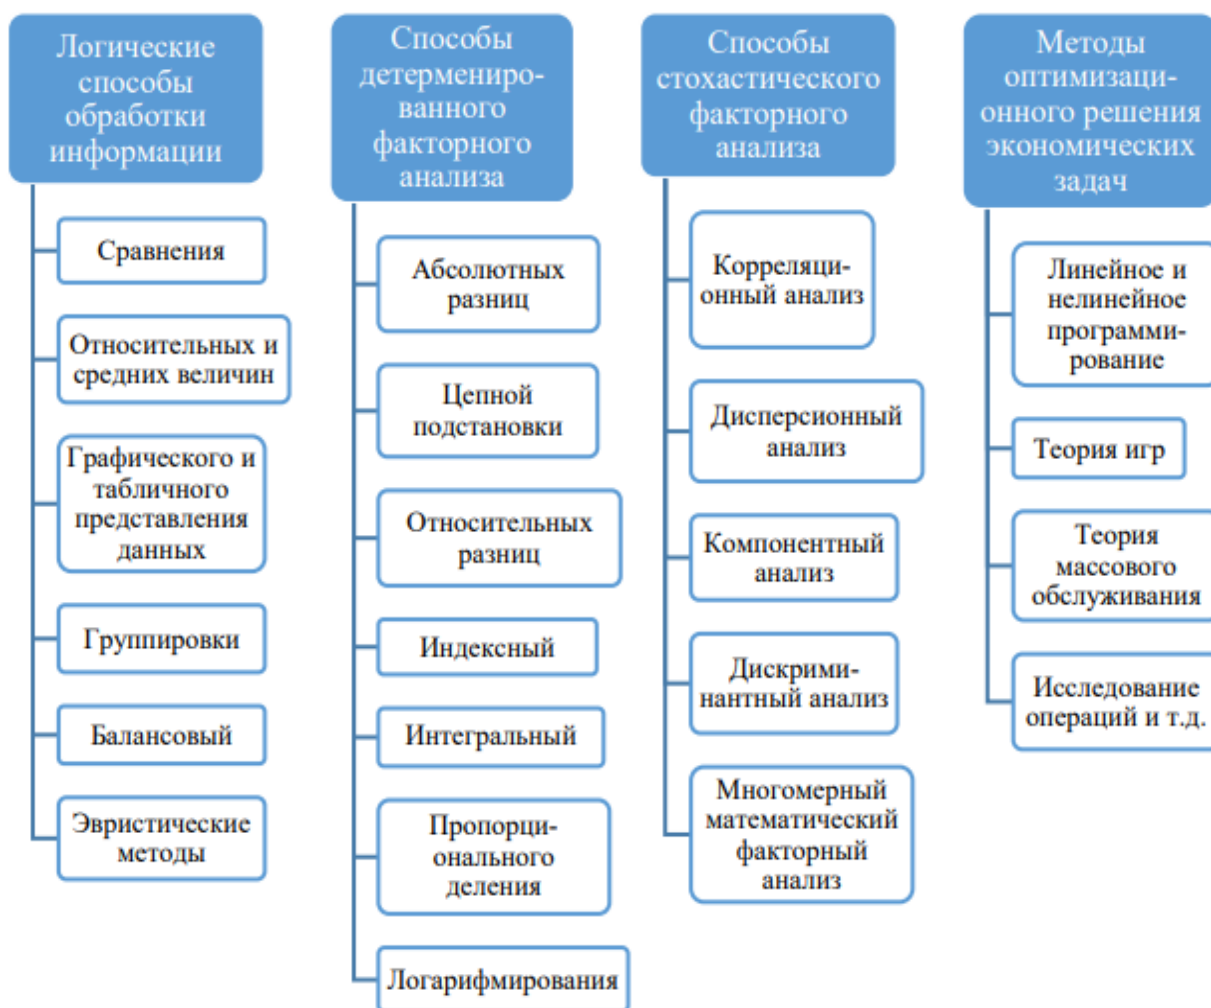 Логические
способы
обработки
информации
Сравнения
Относительных и
средних величин
Графического и
табличного
представления
данных
Группировки
Балансовый
Эвристические
методы
Способы
детермениро-
ванного
факторного
анализа
Абсолютных
разниц
Цепной
подстановки
Относительных
разниц
Индексный
Интегральный
Пропорци-
онального
деления
Логарифмирования
Способы
стохастического
факторного
анализа
Корреляци-
онный анализ
Дисперсионный
анализ
Компонентный
анализ
Дискрими-
нантный анализ
Многомерный
математический
факторный
анализ
Методы
оптимизаци-
онного решения
экономических
задач
Линейное и
нелинейное
программи-
рование
Теория игр
Теория
массового
обслуживания
Исследование
операций и т.д.